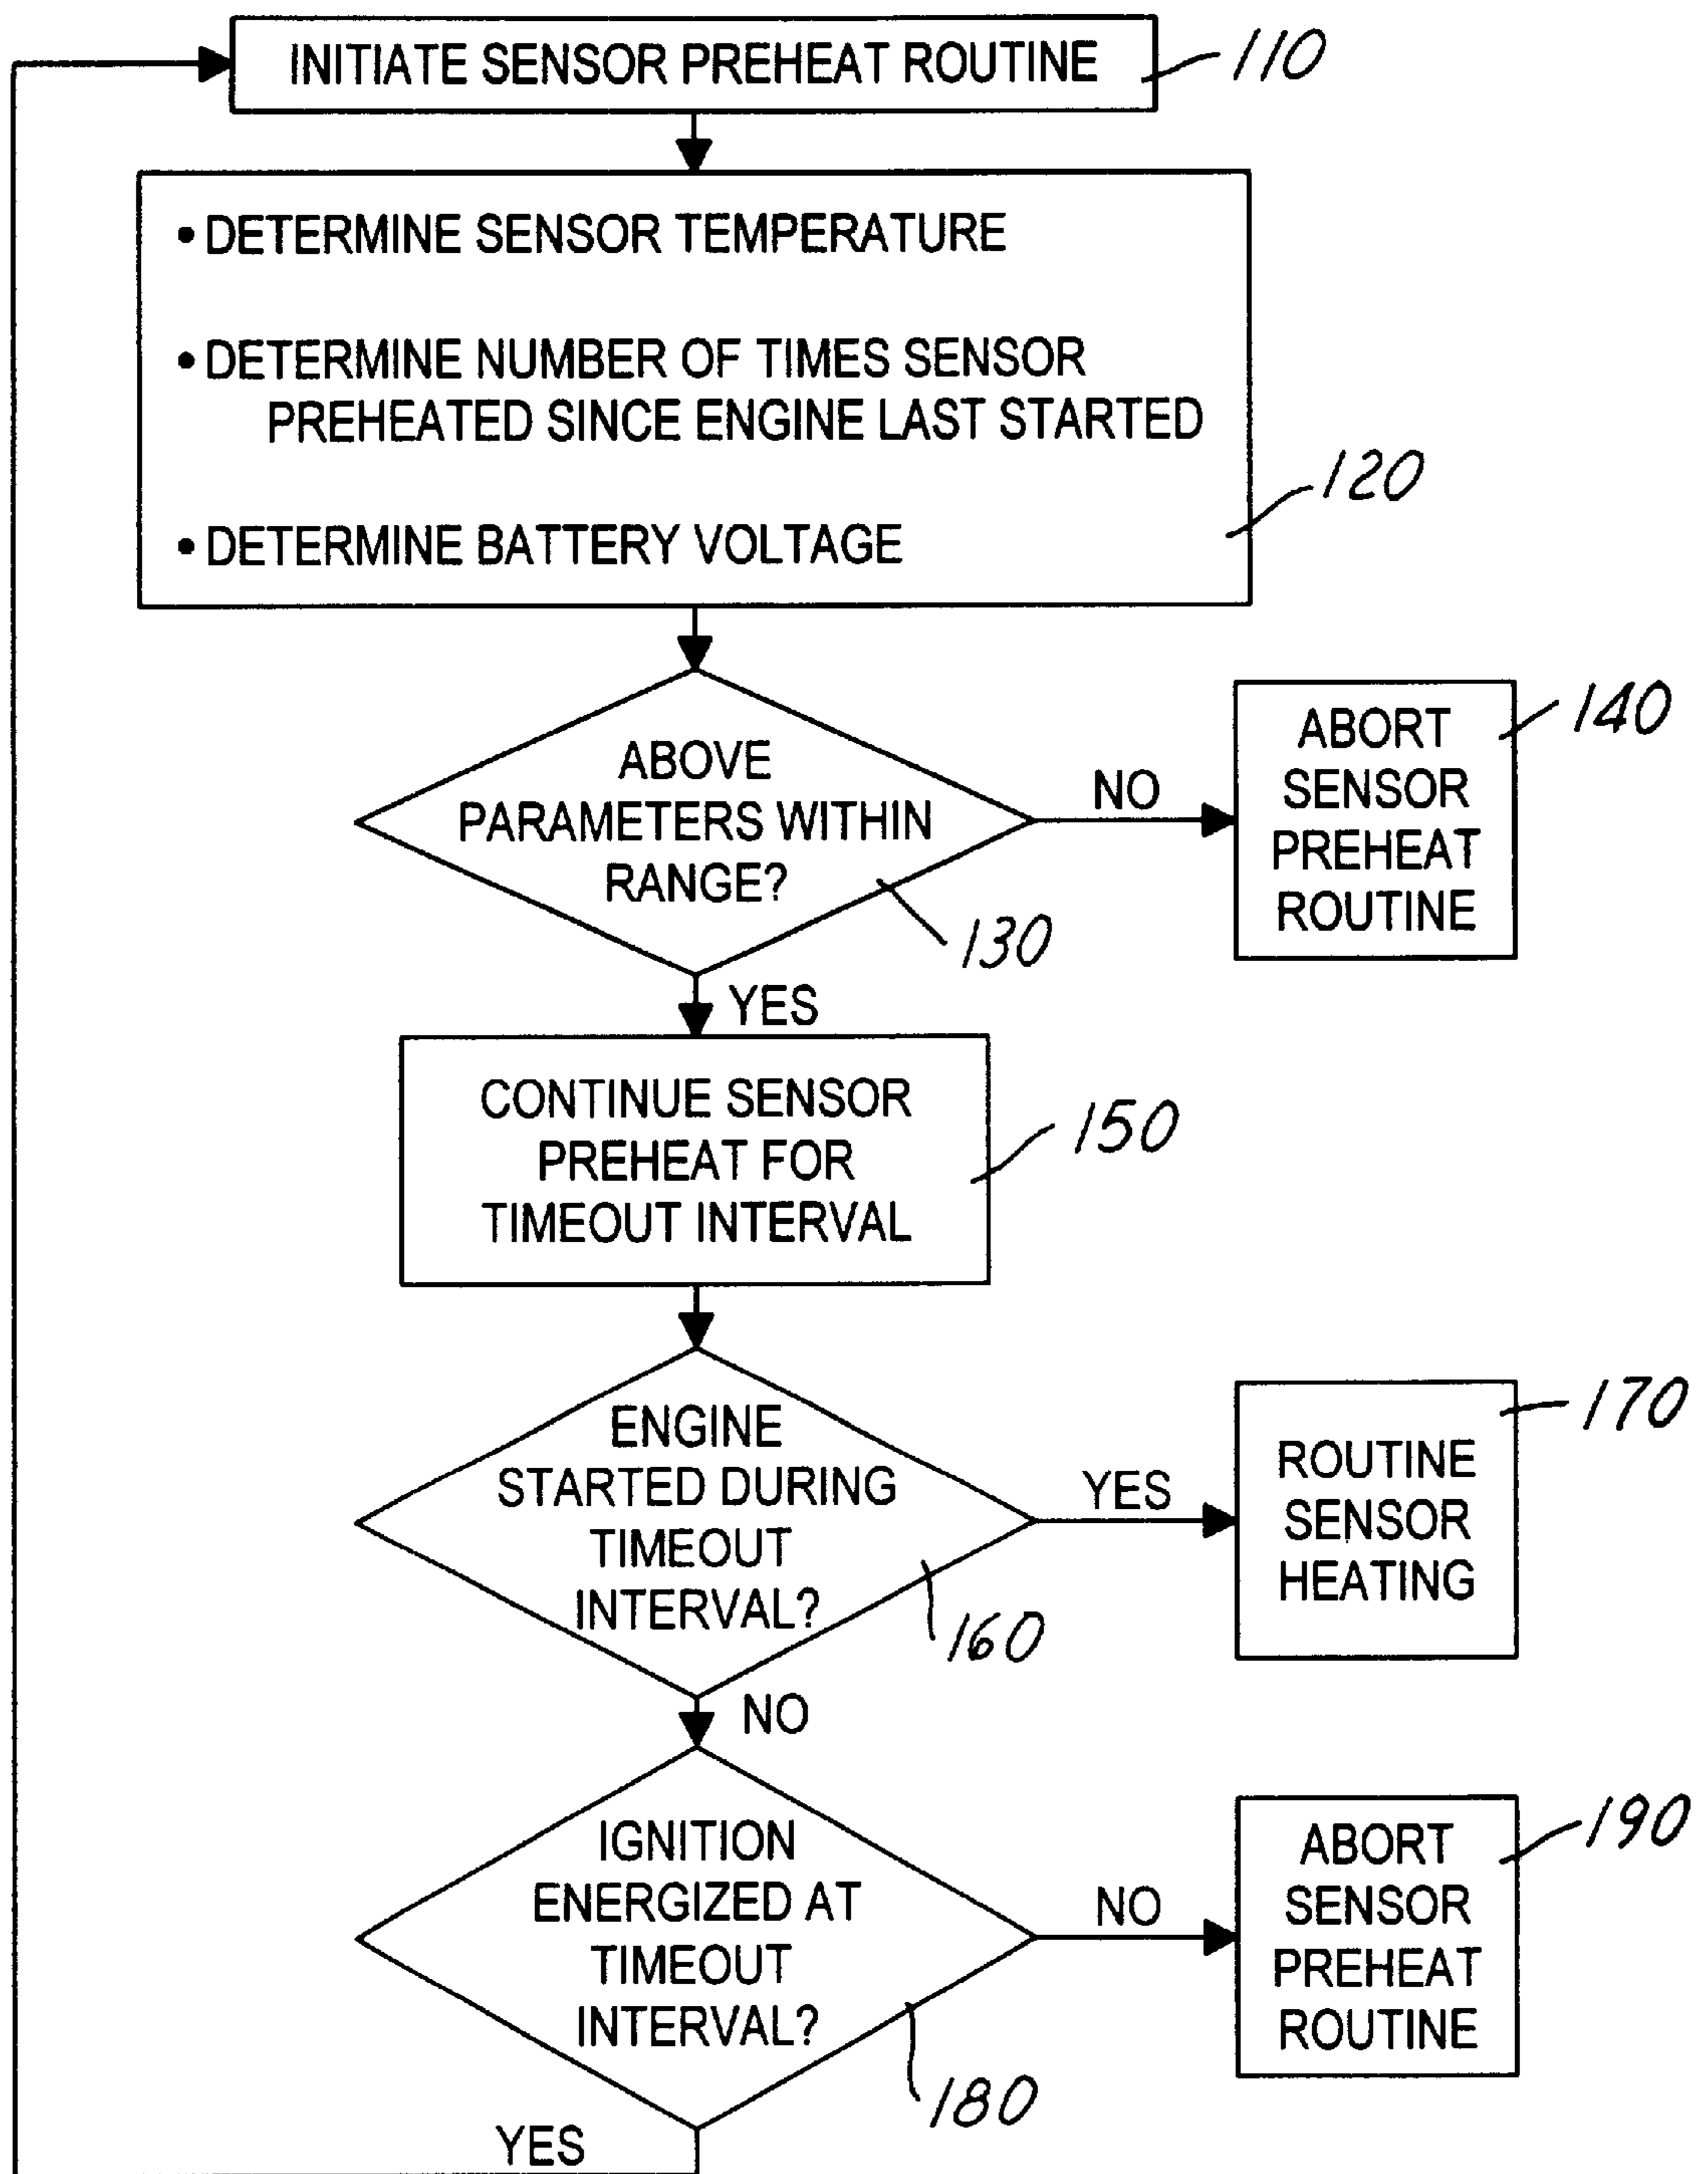 INITIATE SENSOR PREHEAT ROUTINE
110
• DETERMINE SENSOR TEMPERATURE
• DETERMINE NUMBER OF TIMES SENSOR
PREHEATED SINCE ENGINE LAST STARTED
• DETERMINE BATTERY VOLTAGE
120
ABOVE
PARAMETERS WITHIN
RANGE?
130
NO
ABORT
SENSOR
PREHEAT
ROUTINE
140
YES
CONTINUE SENSOR
PREHEAT FOR
TIMEOUT INTERVAL
150
ENGINE
STARTED DURING
TIMEOUT
INTERVAL?
160
YES
ROUTINE
SENSOR
HEATING
170
NO
IGNITION
ENERGIZED AT
TIMEOUT
INTERVAL?
180
NO
ABORT
SENSOR
PREHEAT
ROUTINE
190
YES